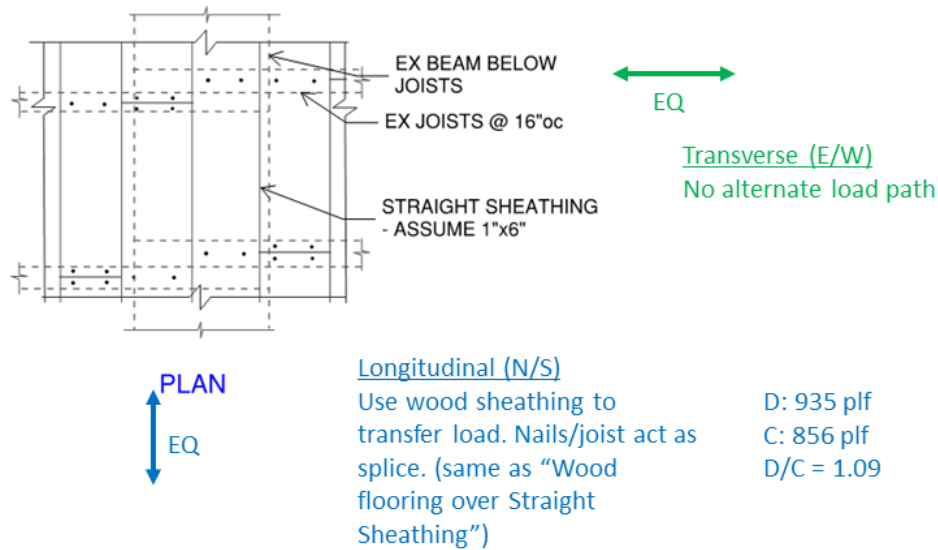 EX BEAM BELOW
JOISTS
EX JOISTS @ 16"oc
STRAIGHT SHEATHING
- ASSUME 1"x6"
EQ
Transverse (E/W)
No alternate load path
PLAN
EQ
Longitudinal (N/S)
Use wood sheathing to
transfer load. Nails/joist act as
splice. (same as “Wood
flooring over Straight
Sheathing”)
D: 935 plf
C: 856 plf
D/C = 1.09